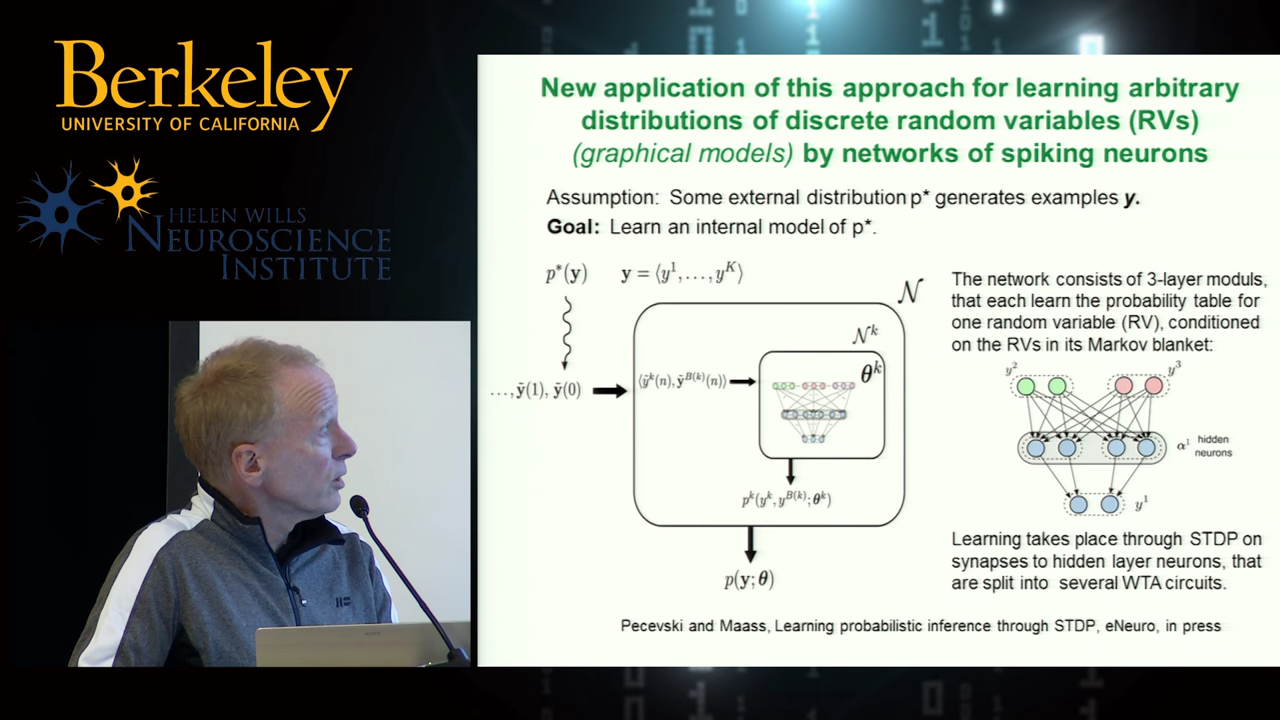 Berkeley
UNIVERSITY OF CALIFORNIA
HELEN WILLS
NEUROSCIENCE
INSTITUTE
New application of this approach for learning arbitrary
distributions of discrete random variables (RVs)
(graphical models) by networks of spiking neurons
Assumption: Some external distribution p* generates examples y.
Goal: Learn an internal model of p*.
p*(y) y = ⟨y¹, . . . , yᴷ⟩
𝒩
𝒩ᵏ
θᵏ
. . . , ỹ(1), ỹ(0)
⟨ỹᵏ(n), ỹᴮ⁽ᵏ⁾(n)⟩
pᵏ(yᵏ, yᴮ⁽ᵏ⁾; θᵏ)
p(y; θ)
The network consists of 3-layer moduls,
that each learn the probability table for
one random variable (RV), conditioned
on the RVs in its Markov blanket:
y² y³
α¹ hidden
neurons
y¹
Learning takes place through STDP on
synapses to hidden layer neurons, that
are split into several WTA circuits.
Pecevski and Maass, Learning probabilistic inference through STDP, eNeuro, in press